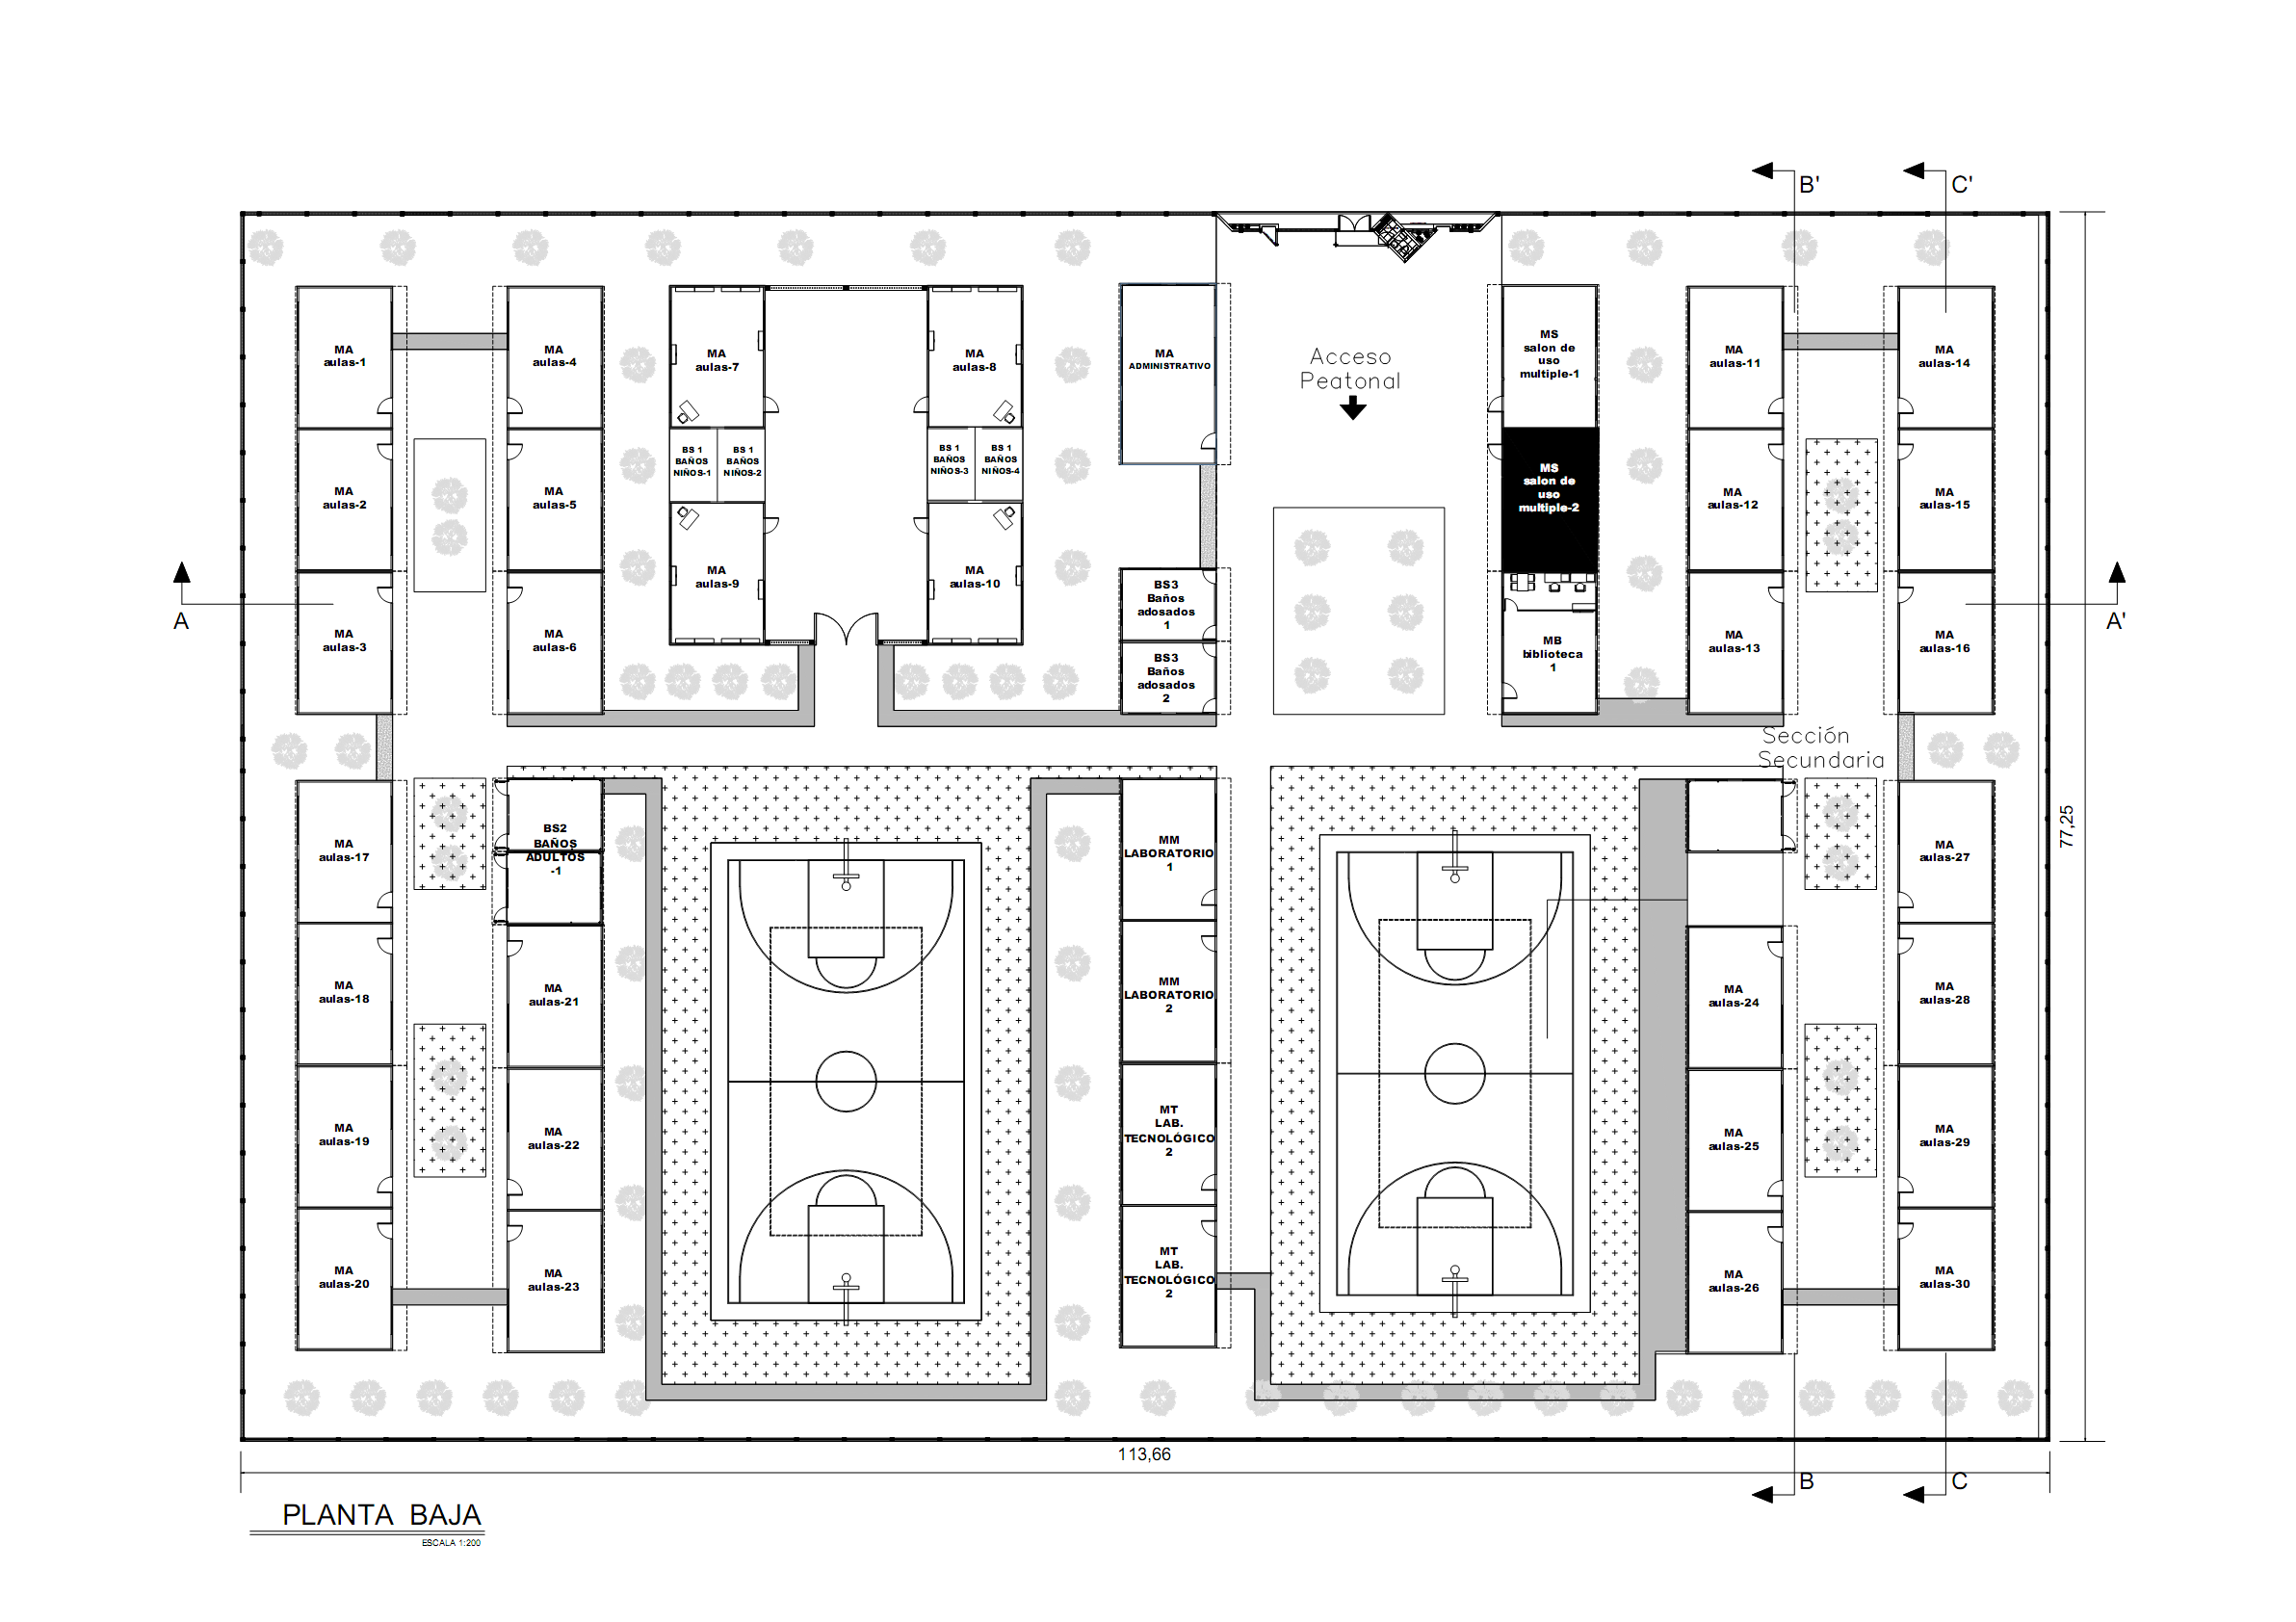 B'
C'
MA
aulas-1
MA
aulas-4
MA
aulas-7
MA
aulas-8
MA
ADMINISTRATIVO
Acceso
Peatonal
MS
salon de
uso
multiple-1
MA
aulas-11
MA
aulas-14
MA
aulas-2
MA
aulas-5
BS 1
BAÑOS
NIÑOS-1
BS 1
BAÑOS
NIÑOS-2
BS 1
BAÑOS
NIÑOS-3
BS 1
BAÑOS
NIÑOS-4
MS
salon de
uso
multiple-2
MA
aulas-12
MA
aulas-15
A
MA
aulas-3
MA
aulas-6
MA
aulas-9
MA
aulas-10
BS3
Baños
adosados
1
BS3
Baños
adosados
2
MB
biblioteca
1
MA
aulas-13
MA
aulas-16
A'
Sección
Secundaria
MA
aulas-17
BS2
BAÑOS
ADULTOS
-1
MM
LABORATORIO
1
MA
aulas-27
77,25
MA
aulas-18
MA
aulas-21
MM
LABORATORIO
2
MA
aulas-24
MA
aulas-28
MA
aulas-19
MA
aulas-22
MT
LAB.
TECNOLÓGICO
2
MA
aulas-25
MA
aulas-29
MA
aulas-20
MA
aulas-23
MT
LAB.
TECNOLÓGICO
2
MA
aulas-26
MA
aulas-30
113,66
B
C
PLANTA BAJA
ESCALA 1:200